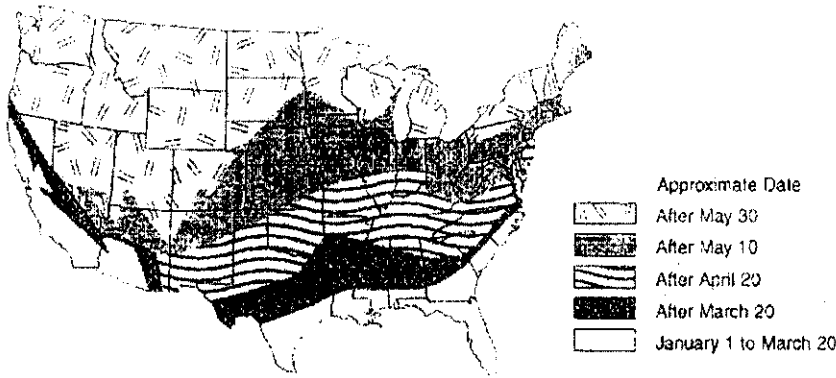 Approximate Date
After May 30
After May 10
After April 20
After March 20
January 1 to March 20